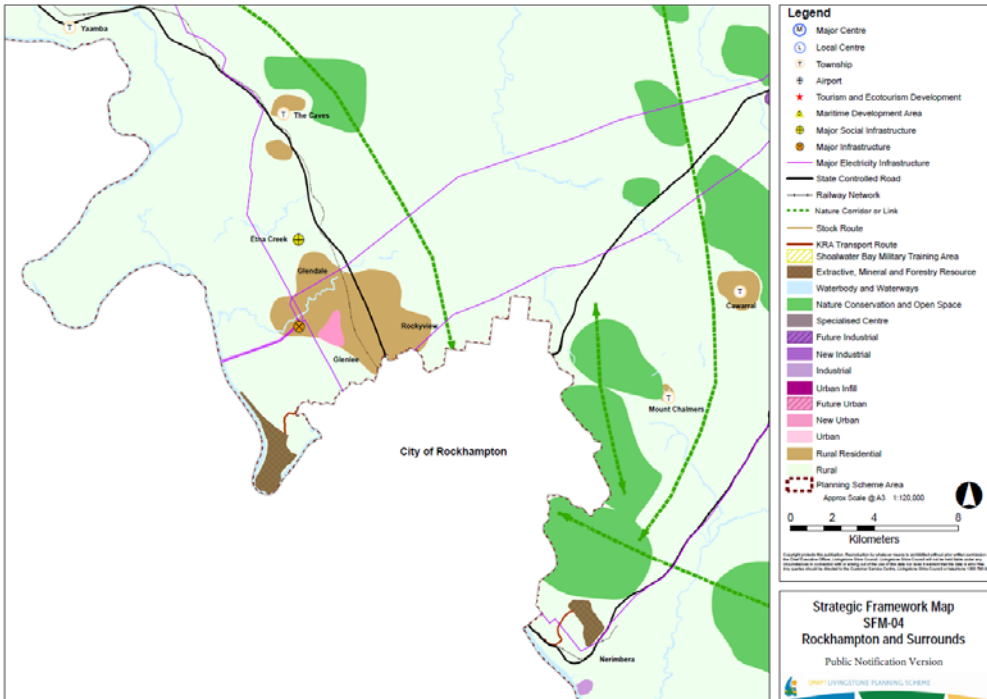 Yaamba
T
T
The Caves
Etna Creek
Glendale
Rockyview
Glenlee
T
Cawarral
T
Mount Chalmers
City of Rockhampton
Nerimbera
Legend
M Major Centre
L Local Centre
T Township
Airport
Tourism and Ecotourism Development
Maritime Development Area
Major Social Infrastructure
Major Infrastructure
Major Electricity Infrastructure
State Controlled Road
Railway Network
Nature Corridor or Link
Stock Route
KRA Transport Route
Shoalwater Bay Military Training Area
Extractive, Mineral and Forestry Resource
Waterbody and Waterways
Nature Conservation and Open Space
Specialised Centre
Future Industrial
New Industrial
Industrial
Urban Infill
Future Urban
New Urban
Urban
Rural Residential
Rural
Planning Scheme Area
Approx Scale @ A3 1:120,000
0 2 4 8
Kilometers
Strategic Framework Map
SFM-04
Rockhampton and Surrounds
Public Notification Version
DRAFT LIVINGSTONE PLANNING SCHEME